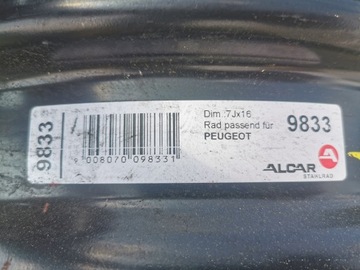 9833
008070 098331
Dim :7Jx16
Rad passend für
PEUGEOT
9833
ALCAR
STAHLRAD